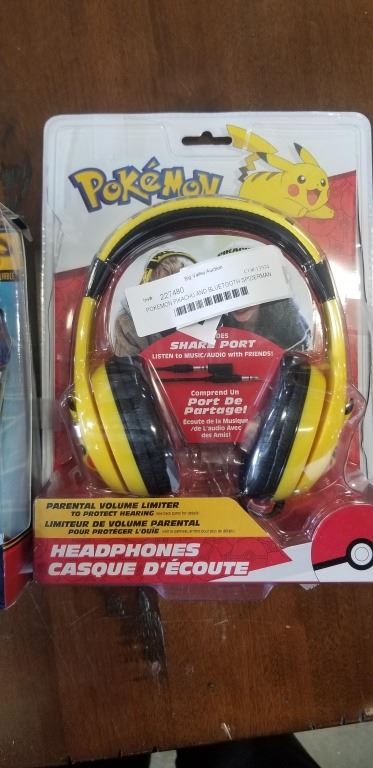 POKéMON
PIKACHU
Big Valley Auction
227480
POKEMON PIKACHU AND BLUETOOTH SPIDERMAN
SHARE PORT
LISTEN to MUSIC/AUDIO with FRIENDS!
Comprend Un
Port De
Partage!
Écoute de la Musique
/de L'audio Avec
des Amis!
PARENTAL VOLUME LIMITER
TO PROTECT HEARING
LIMITEUR DE VOLUME PARENTAL
POUR PROTÉGER L'OUÏE
HEADPHONES
CASQUE D'ÉCOUTE